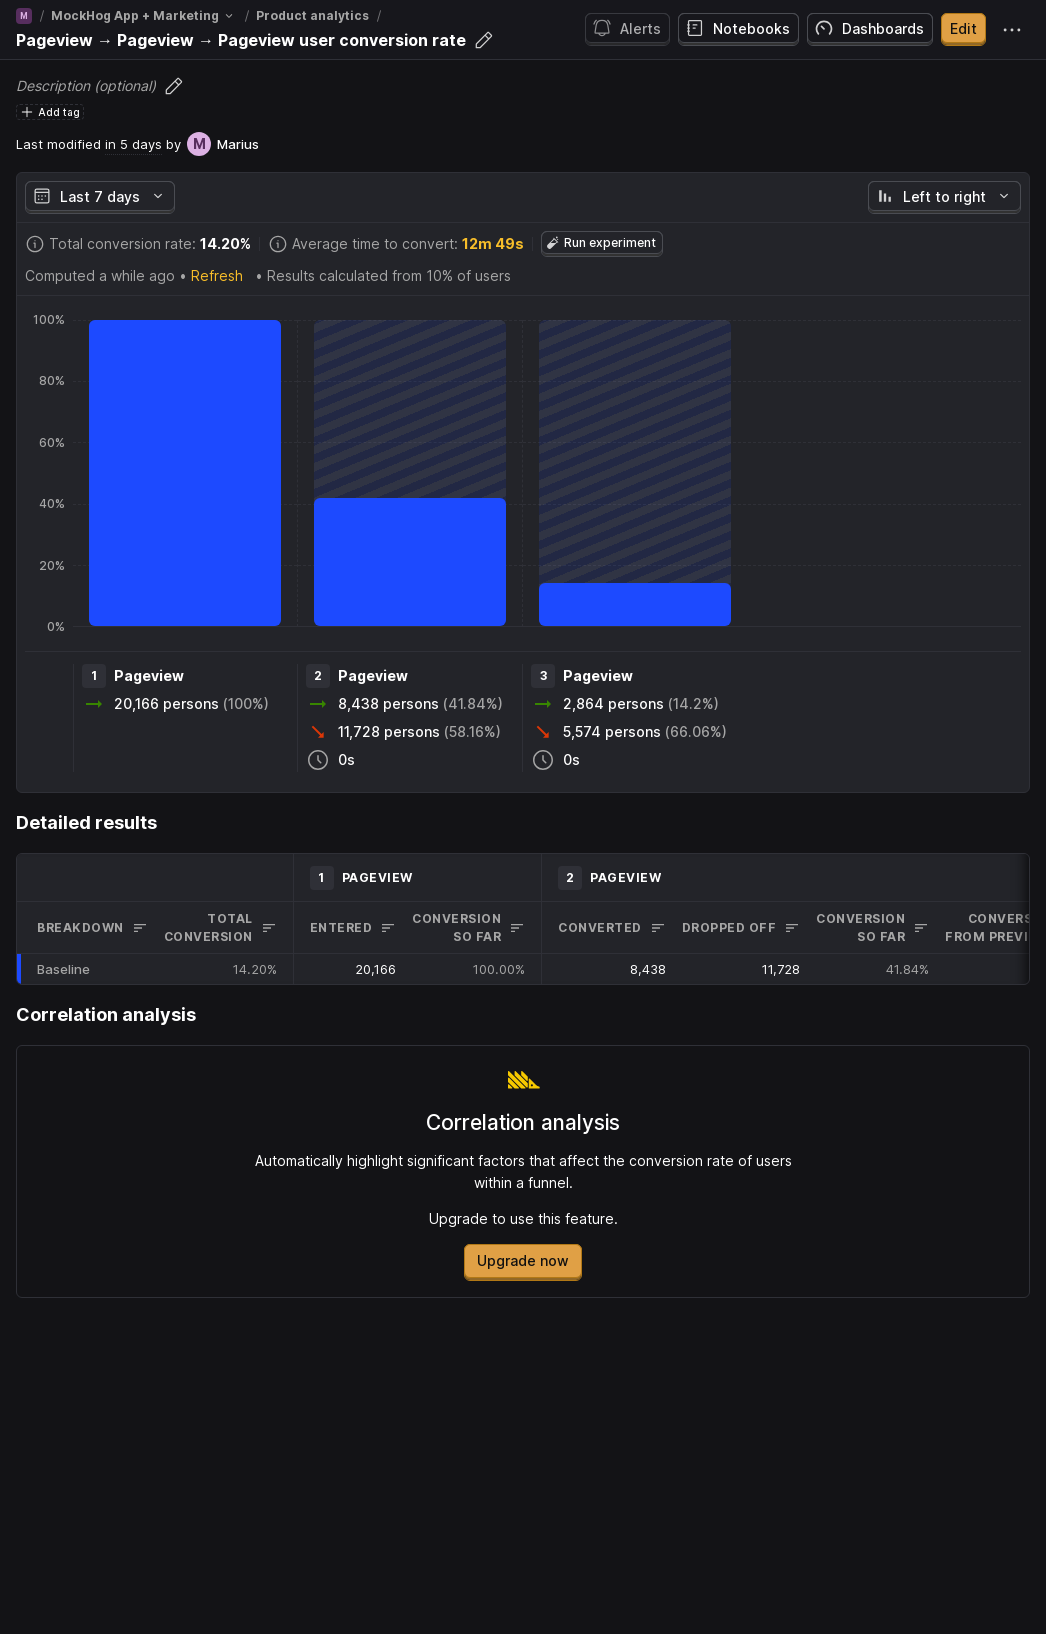 M / MockHog App + Marketing / Product analytics /
Pageview → Pageview → Pageview user conversion rate
Alerts Notebooks Dashboards Edit
Description (optional)
Add tag
Last modified in 5 days by M Marius
Last 7 days Left to right
Total conversion rate: 14.20% Average time to convert: 12m 49s Run experiment
Computed a while ago • Refresh • Results calculated from 10% of users
100%
80%
60%
40%
20%
0%
1 Pageview 2 Pageview 3 Pageview
20,166 persons (100%) 8,438 persons (41.84%) 2,864 persons (14.2%)
11,728 persons (58.16%) 5,574 persons (66.06%)
0s 0s
Detailed results
1 PAGEVIEW 2 PAGEVIEW
BREAKDOWN TOTAL CONVERSION ENTERED CONVERSION SO FAR CONVERTED DROPPED OFF CONVERSION SO FAR CONVERS FROM PREVI
Baseline 14.20% 20,166 100.00% 8,438 11,728 41.84%
Correlation analysis
Correlation analysis
Automatically highlight significant factors that affect the conversion rate of users
within a funnel.
Upgrade to use this feature.
Upgrade now